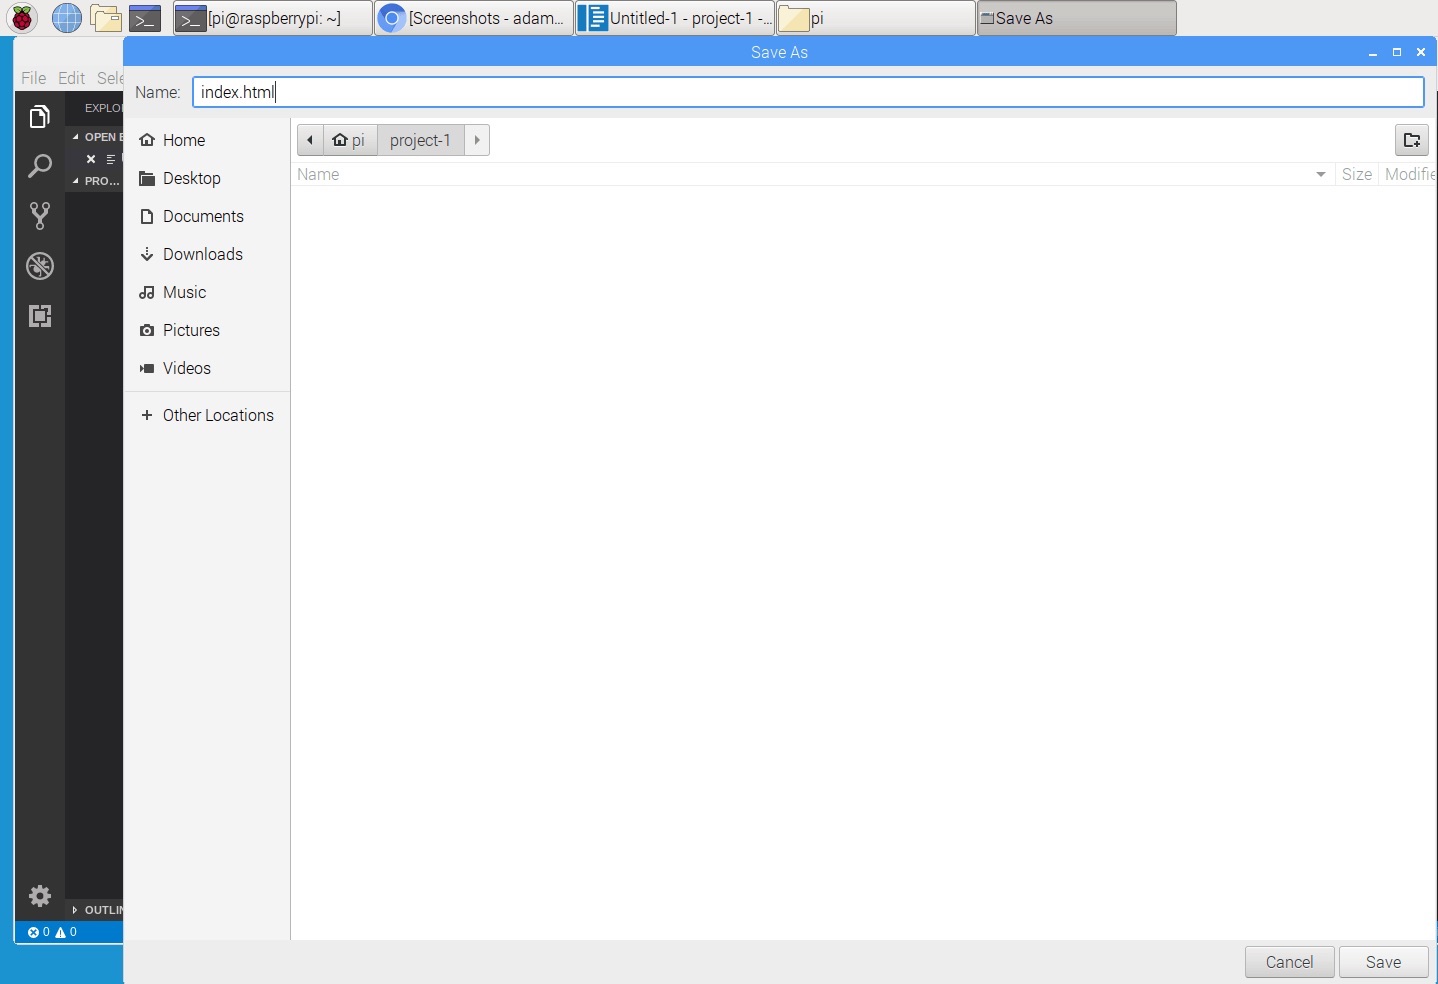 [pi@raspberrypi: ~]
[Screenshots - adam...
Untitled-1 - project-1 -...
pi
Save As
Save As
File Edit Sele
Name: index.html
EXPLO
OPEN E
PRO...
OUTLIN
0 0
Home
Desktop
Documents
Downloads
Music
Pictures
Videos
Other Locations
pi project-1
Name Size Modifie
Cancel Save